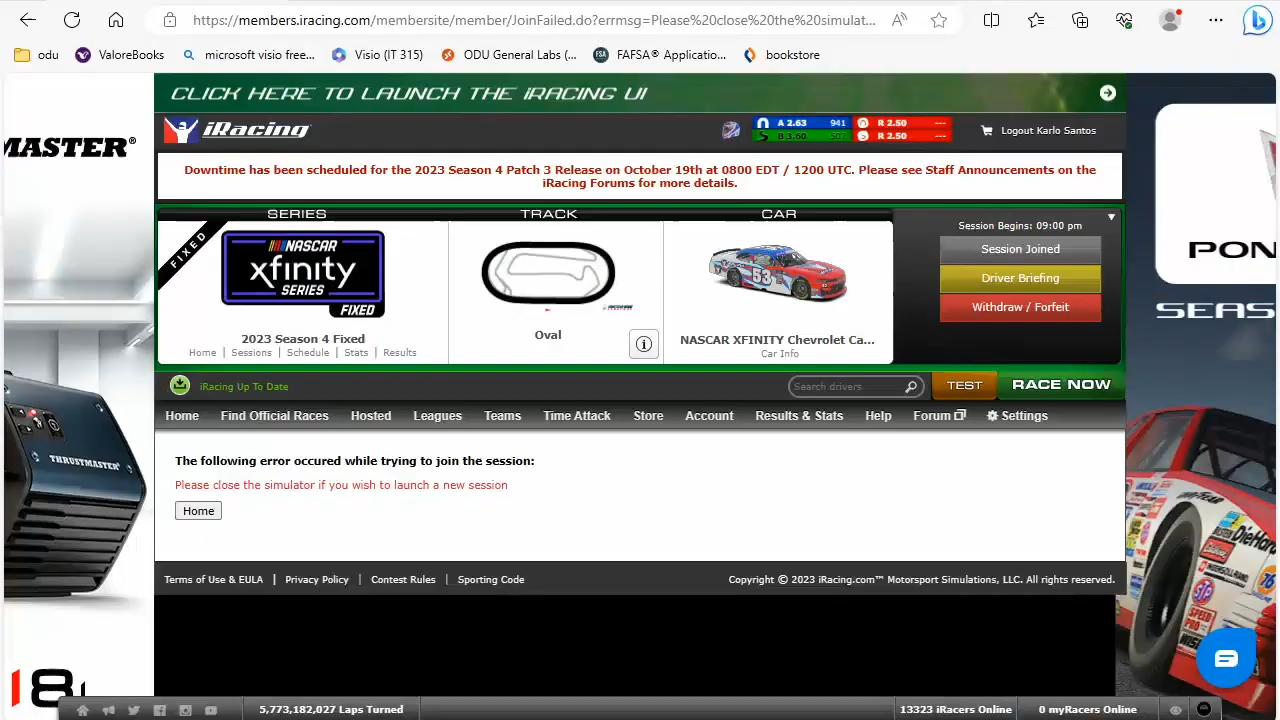 https://members.iracing.com/membersite/member/JoinFailed.do?errmsg=Please%20close%20the%20simulat...
odu
ValoreBooks
microsoft visio free...
Visio (IT 315)
ODU General Labs (...
FAFSA® Applicatio...
bookstore
CLICK HERE TO LAUNCH THE iRACING UI
iRacing
A 2.63 941
R 2.50 ---
B 3.60 507
R 2.50 ---
Logout Karlo Santos
MASTER®
Downtime has been scheduled for the 2023 Season 4 Patch 3 Release on October 19th at 0800 EDT / 1200 UTC. Please see Staff Announcements on the
iRacing Forums for more details.
SERIES
TRACK
CAR
FIXED
NASCAR
xfinity
SERIES
FIXED
2023 Season 4 Fixed
Home | Sessions | Schedule | Stats | Results
Oval
53
NASCAR XFINITY Chevrolet Ca...
Car Info
Session Begins: 09:00 pm
Session Joined
Driver Briefing
Withdraw / Forfeit
PON
SEAS
iRacing Up To Date
Search drivers
TEST
RACE NOW
Home
Find Official Races
Hosted
Leagues
Teams
Time Attack
Store
Account
Results & Stats
Help
Forum
Settings
THRUSTMASTER®
The following error occured while trying to join the session:
Please close the simulator if you wish to launch a new session
Home
DieHard
76
STP
Terms of Use & EULA | Privacy Policy | Contest Rules | Sporting Code
Copyright © 2023 iRacing.com™ Motorsport Simulations, LLC. All rights reserved.
5,773,182,027 Laps Turned
13323 iRacers Online
0 myRacers Online